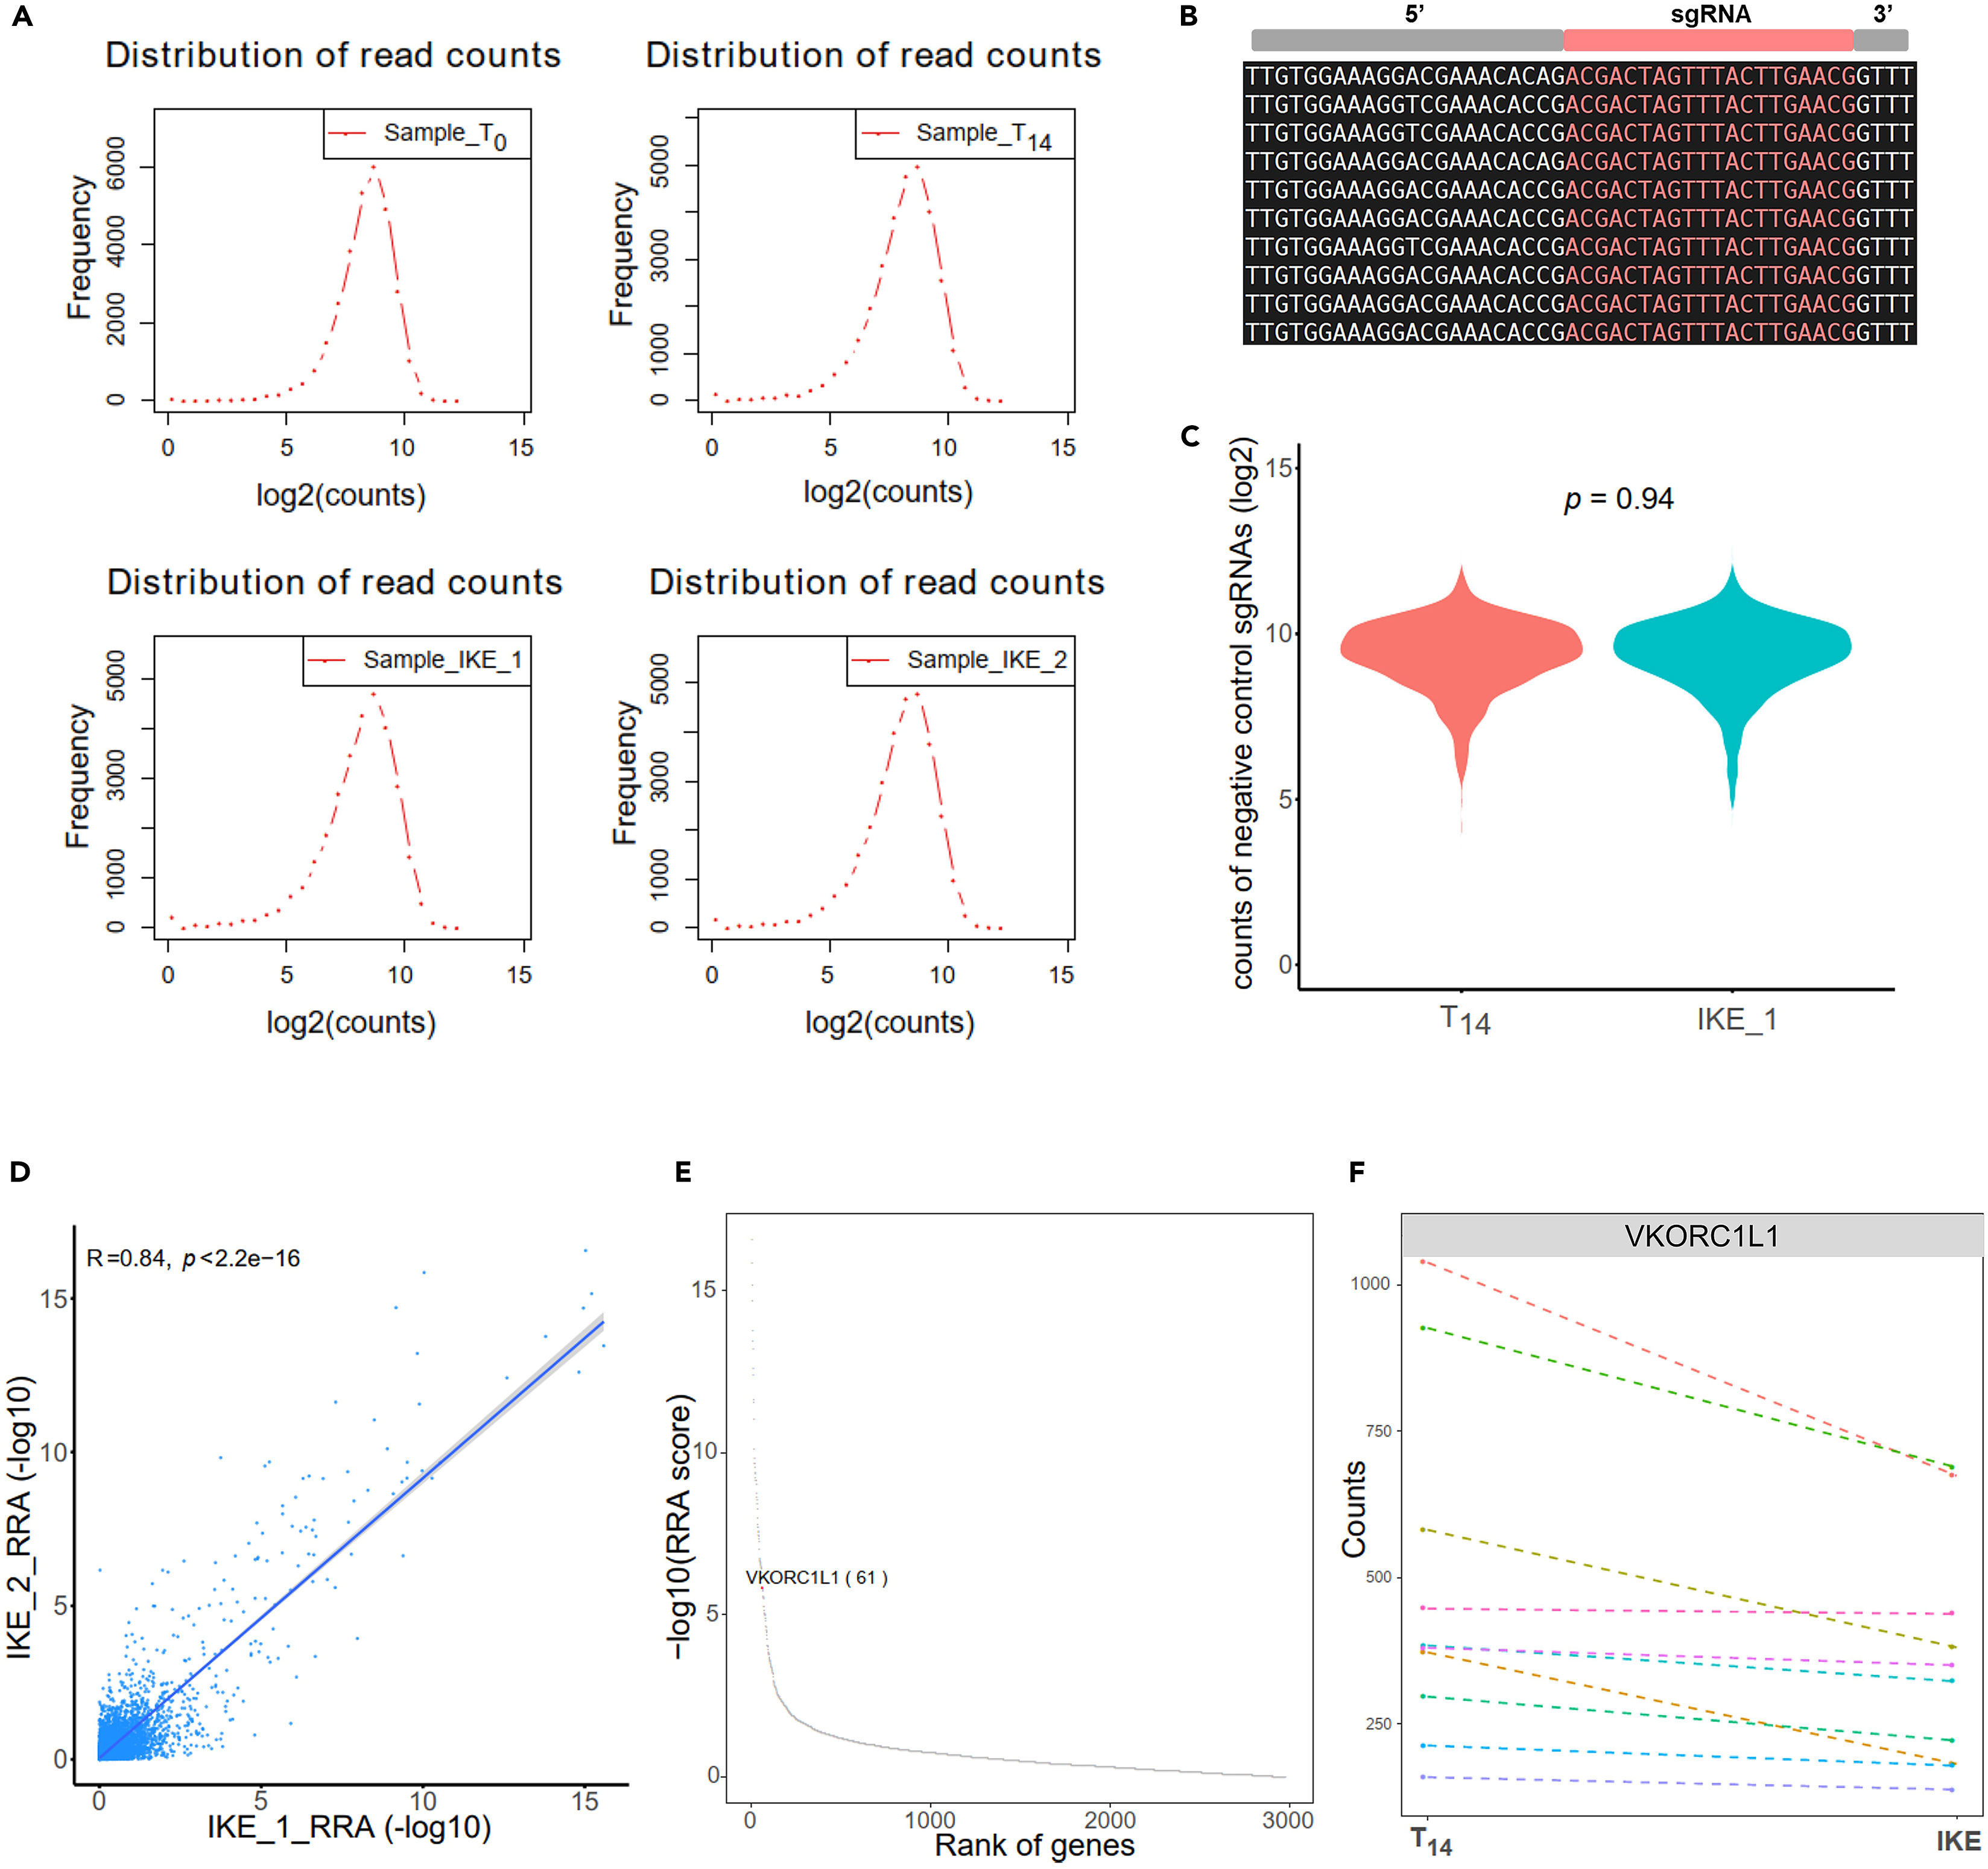 A
Distribution of read counts
Sample_T0
Frequency
0 2000 4000 6000
0 5 10 15
log2(counts)
Distribution of read counts
Sample_T14
Frequency
0 1000 3000 5000
0 5 10 15
log2(counts)
Distribution of read counts
Sample_IKE_1
Frequency
0 1000 3000 5000
0 5 10 15
log2(counts)
Distribution of read counts
Sample_IKE_2
Frequency
0 1000 3000 5000
0 5 10 15
log2(counts)
B
5’ sgRNA 3’
TTGTGGAAAGGACGAAACACAGACGACTAGTTTACTTGAACGGTTT
TTGTGGAAAGGTCGAAACACCGACGACTAGTTTACTTGAACGGTTT
TTGTGGAAAGGTCGAAACACCGACGACTAGTTTACTTGAACGGTTT
TTGTGGAAAGGACGAAACACAGACGACTAGTTTACTTGAACGGTTT
TTGTGGAAAGGACGAAACACCGACGACTAGTTTACTTGAACGGTTT
TTGTGGAAAGGACGAAACACCGACGACTAGTTTACTTGAACGGTTT
TTGTGGAAAGGTCGAAACACCGACGACTAGTTTACTTGAACGGTTT
TTGTGGAAAGGACGAAACACCGACGACTAGTTTACTTGAACGGTTT
TTGTGGAAAGGACGAAACACCGACGACTAGTTTACTTGAACGGTTT
TTGTGGAAAGGACGAAACACCGACGACTAGTTTACTTGAACGGTTT
C
counts of negative control sgRNAs (log2)
15
10
5
0
p = 0.94
T14 IKE_1
D
R=0.84, p<2.2e−16
IKE_2_RRA (-log10)
15
10
5
0
0 5 10 15
IKE_1_RRA (-log10)
E
−log10(RRA score)
15
10
5
0
VKORC1L1 ( 61 )
0 1000 2000 3000
Rank of genes
F
VKORC1L1
Counts
1000
750
500
250
T14 IKE